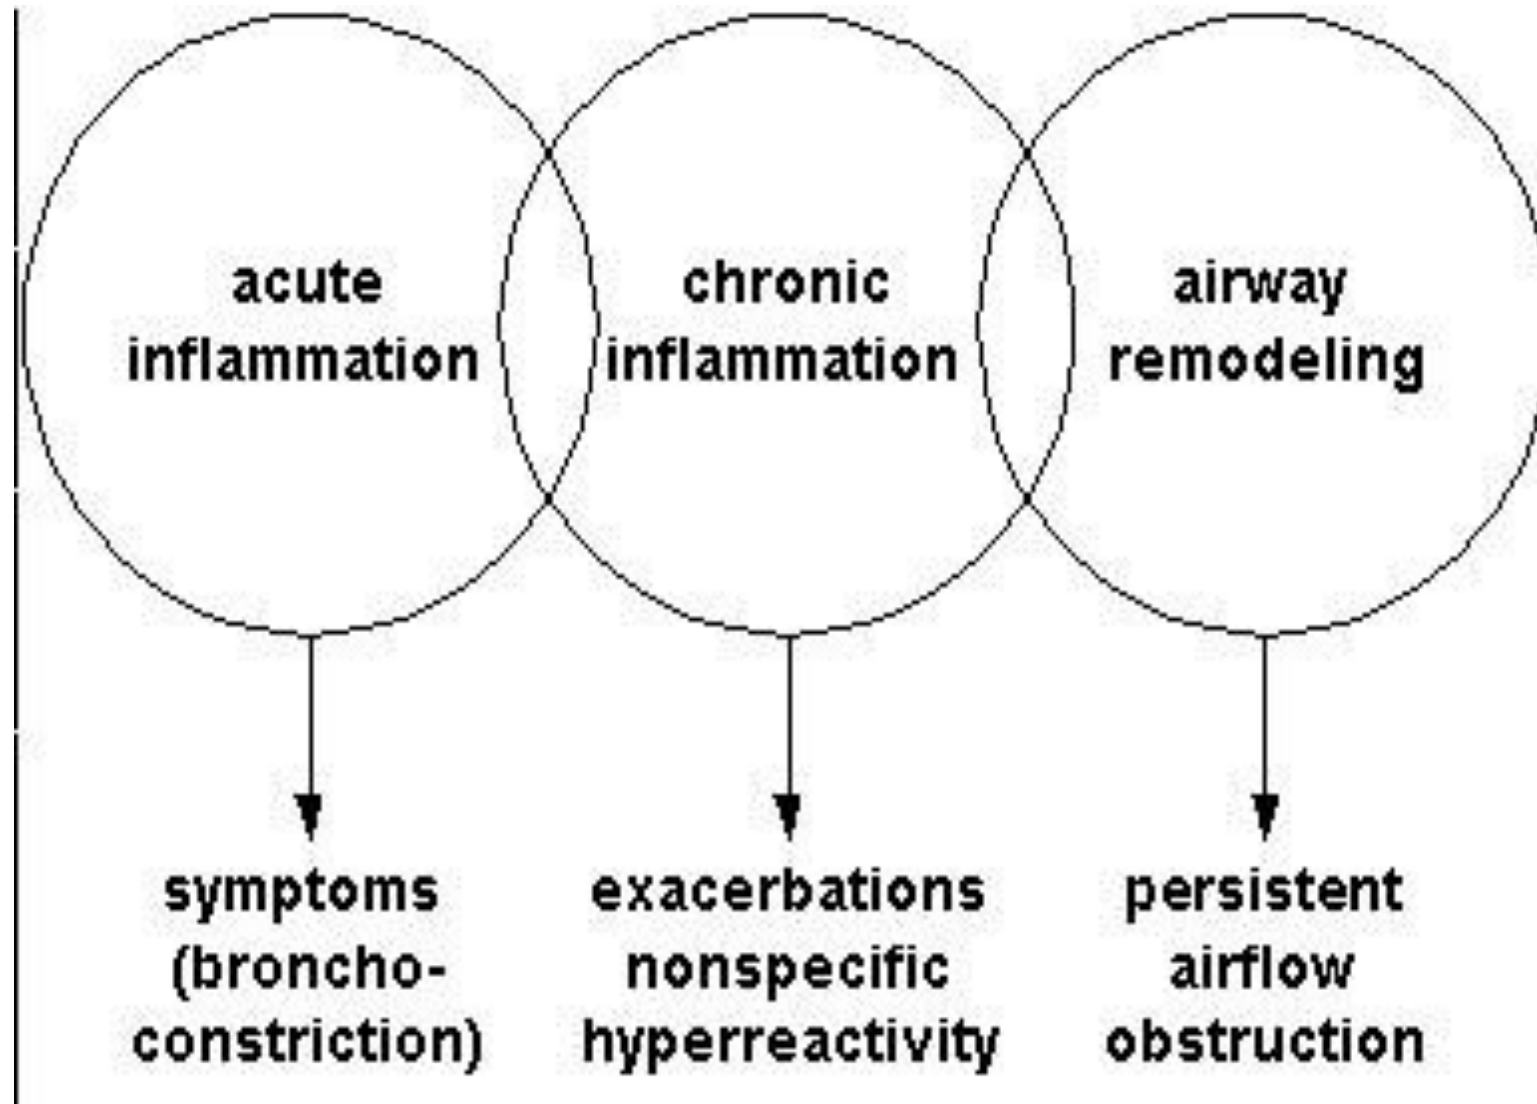 acute
inflammation
chronic
inflammation
airway
remodeling
symptoms
(broncho-
constriction)
exacerbations
nonspecific
hyperreactivity
persistent
airflow
obstruction